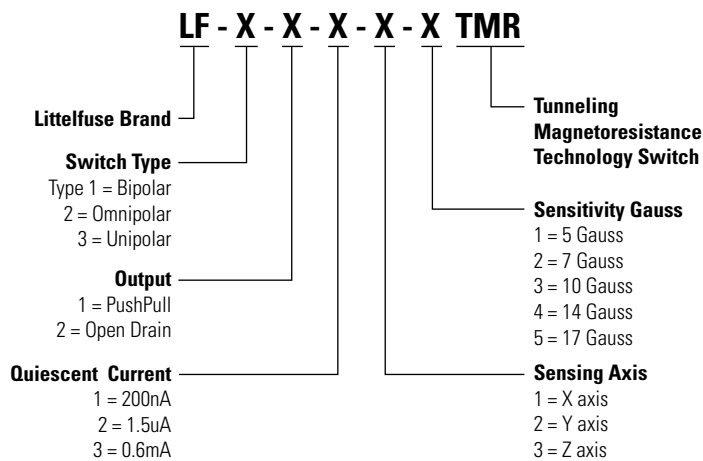 LF - X - X - X - X - X TMR
Littelfuse Brand
Switch Type
Type 1 = Bipolar
2 = Omnipolar
3 = Unipolar
Output
1 = PushPull
2 = Open Drain
Quiescent Current
1 = 200nA
2 = 1.5uA
3 = 0.6mA
Tunneling
Magnetoresistance
Technology Switch
Sensitivity Gauss
1 = 5 Gauss
2 = 7 Gauss
3 = 10 Gauss
4 = 14 Gauss
5 = 17 Gauss
Sensing Axis
1 = X axis
2 = Y axis
3 = Z axis